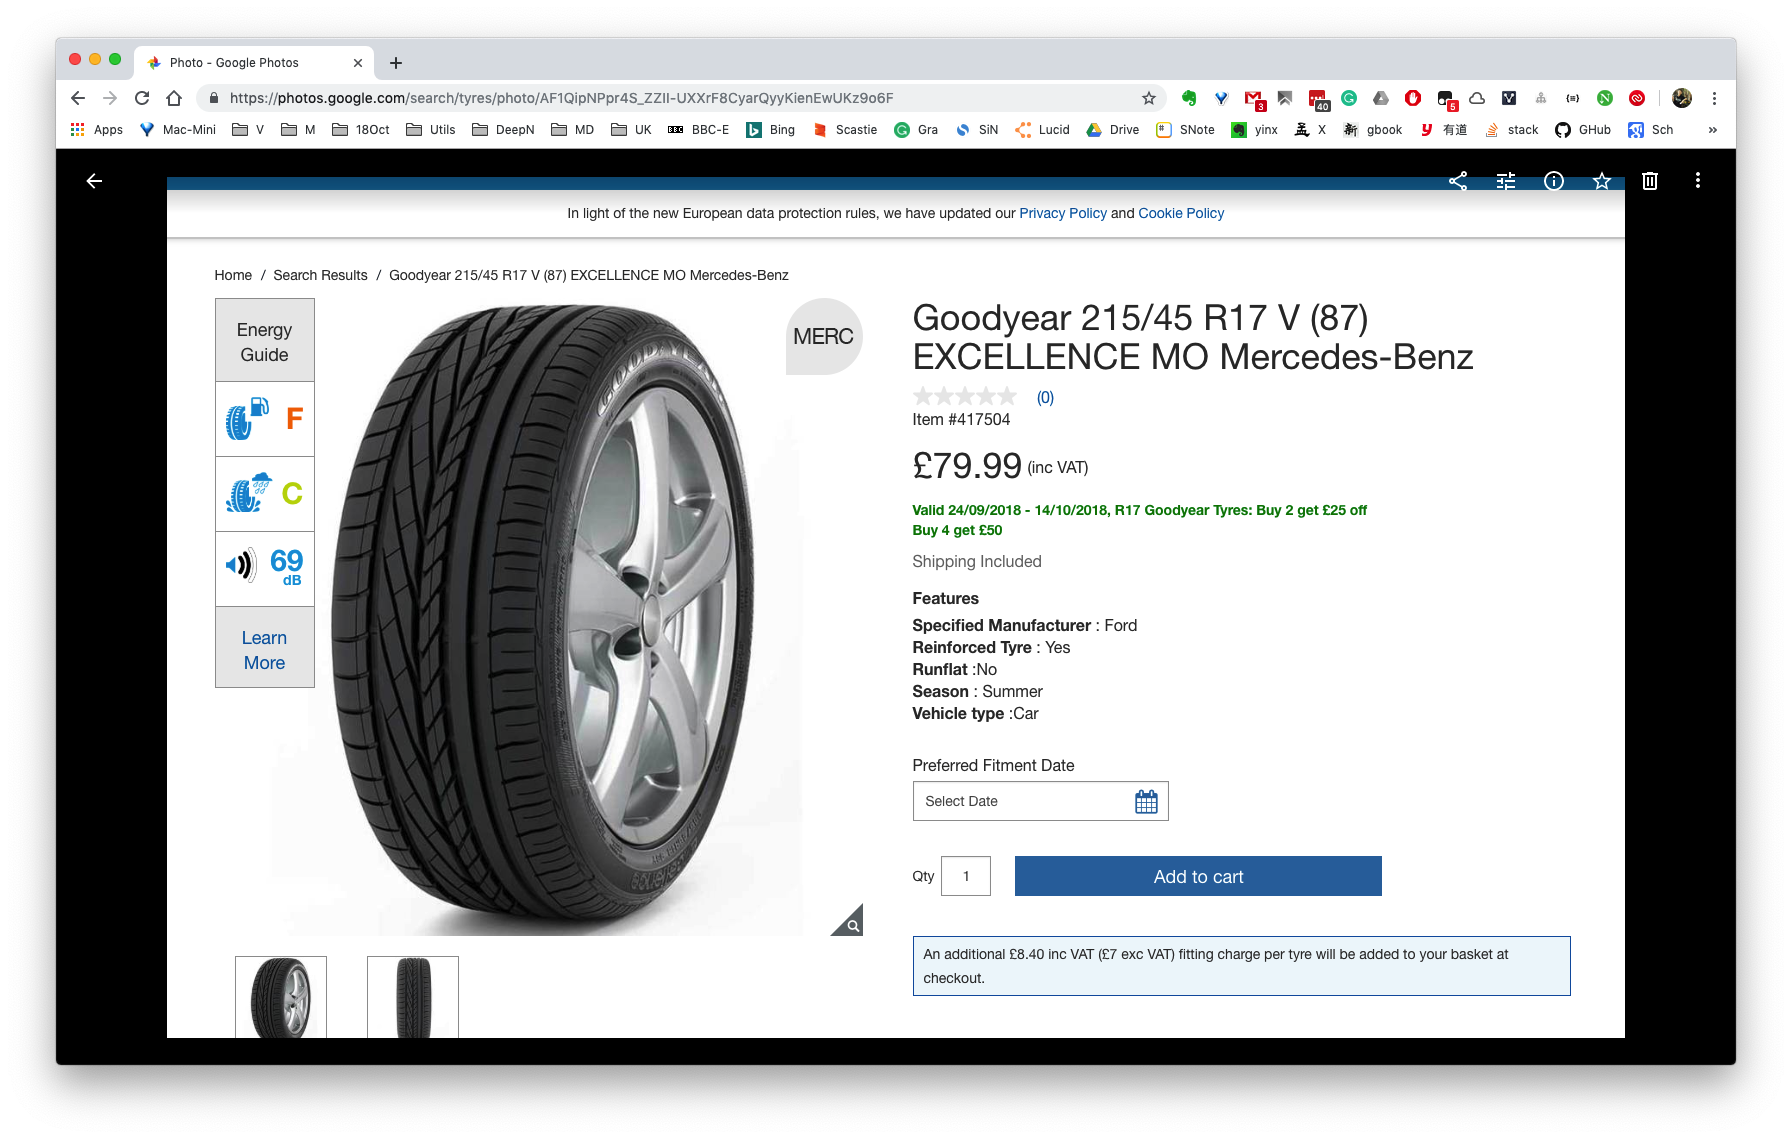 Photo - Google Photos
https://photos.google.com/search/tyres/photo/AF1QipNPpr4S_ZZII-UXXrF8CyarQyyKienEwUKz9o6F
3
40
5
Apps Mac-Mini V M 18Oct Utils DeepN MD UK BBC BBC-E Bing Scastie Gra SiN Lucid Drive SNote yinx X gbook 有道 stack GHub Sch »
In light of the new European data protection rules, we have updated our Privacy Policy and Cookie Policy
Home / Search Results / Goodyear 215/45 R17 V (87) EXCELLENCE MO Mercedes-Benz
Energy
Guide
F
C
69
dB
Learn
More
GOODYEAR
MERC
Goodyear 215/45 R17 V (87)
EXCELLENCE MO Mercedes-Benz
(0)
Item #417504
£79.99 (inc VAT)
Valid 24/09/2018 - 14/10/2018, R17 Goodyear Tyres: Buy 2 get £25 off
Buy 4 get £50
Shipping Included
Features
Specified Manufacturer : Ford
Reinforced Tyre : Yes
Runflat :No
Season : Summer
Vehicle type :Car
Preferred Fitment Date
Select Date
Qty 1 Add to cart
An additional £8.40 inc VAT (£7 exc VAT) fitting charge per tyre will be added to your basket at
checkout.